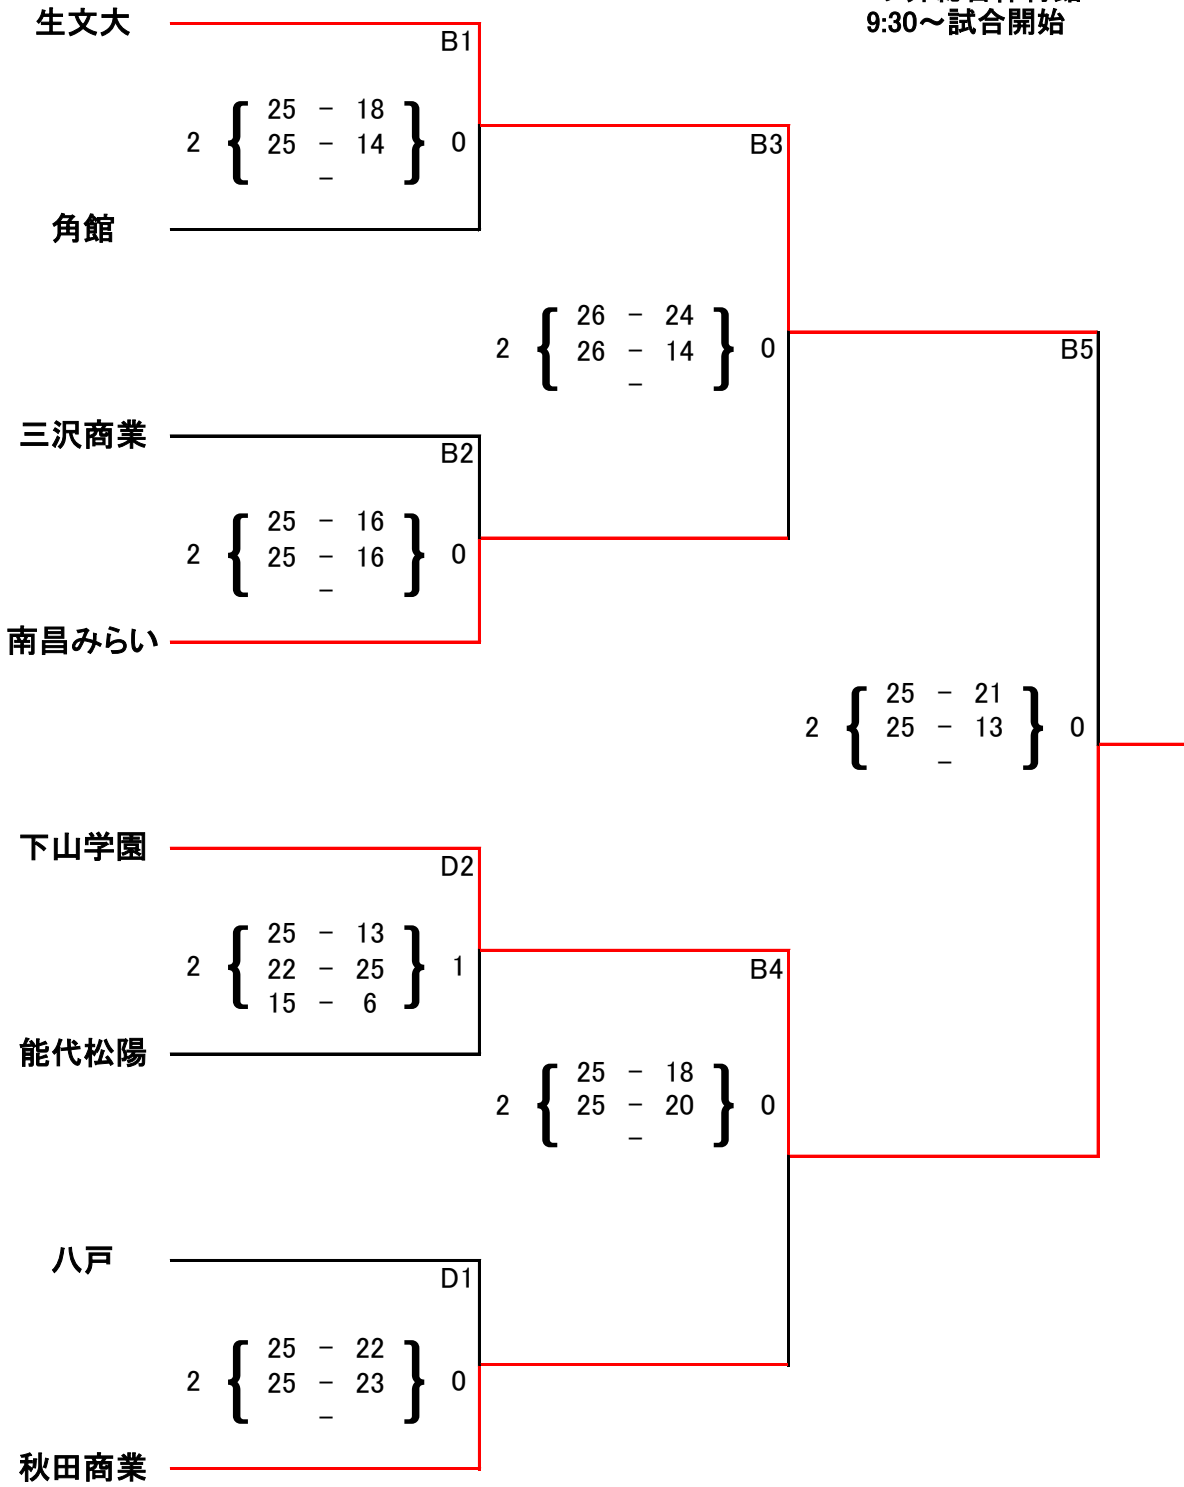 9:30～試合開始
生文大
B1
2 { 25 - 18 } 0
25 - 14
-
角館
B3
2 { 26 - 24 } 0
26 - 14
-
B5
三沢商業
B2
2 { 25 - 16 } 0
25 - 16
-
南昌みらい
2 { 25 - 21 } 0
25 - 13
-
下山学園
D2
2 { 25 - 13 } 1
22 - 25
15 - 6
能代松陽
B4
2 { 25 - 18 } 0
25 - 20
-
八戸
D1
2 { 25 - 22 } 0
25 - 23
-
秋田商業